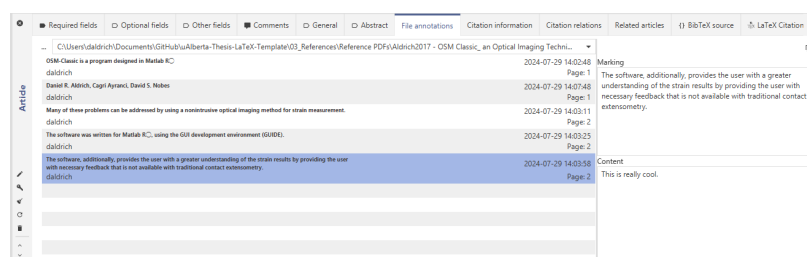 Required fields Optional fields Other fields Comments General Abstract File annotations Citation information Citation relations Related articles {} BibTeX source LaTeX Citation
Article
... C:\Users\daldrich\Documents\GitHub\uAlberta-Thesis-LaTeX-Template\03_References\Reference PDFs\Aldrich2017 - OSM Classic_ an Optical Imaging Techni...
OSM-Classic is a program designed in Matlab R 2024-07-29 14:02:48
daldrich Page: 1
Daniel R. Aldrich, Cagri Ayranci, David S. Nobes 2024-07-29 14:07:48
daldrich Page: 1
Many of these problems can be addressed by using a nonintrusive optical imaging method for strain measurement. 2024-07-29 14:03:11
daldrich Page: 2
The software was written for Matlab R, using the GUI development environment (GUIDE). 2024-07-29 14:03:25
daldrich Page: 2
The software, additionally, provides the user with a greater understanding of the strain results by providing the user 2024-07-29 14:03:58
with necessary feedback that is not available with traditional contact extensometry.
daldrich Page: 2
Marking
The software, additionally, provides the user with a greater
understanding of the strain results by providing the user with
necessary feedback that is not available with traditional contact
extensometry.
Content
This is really cool.